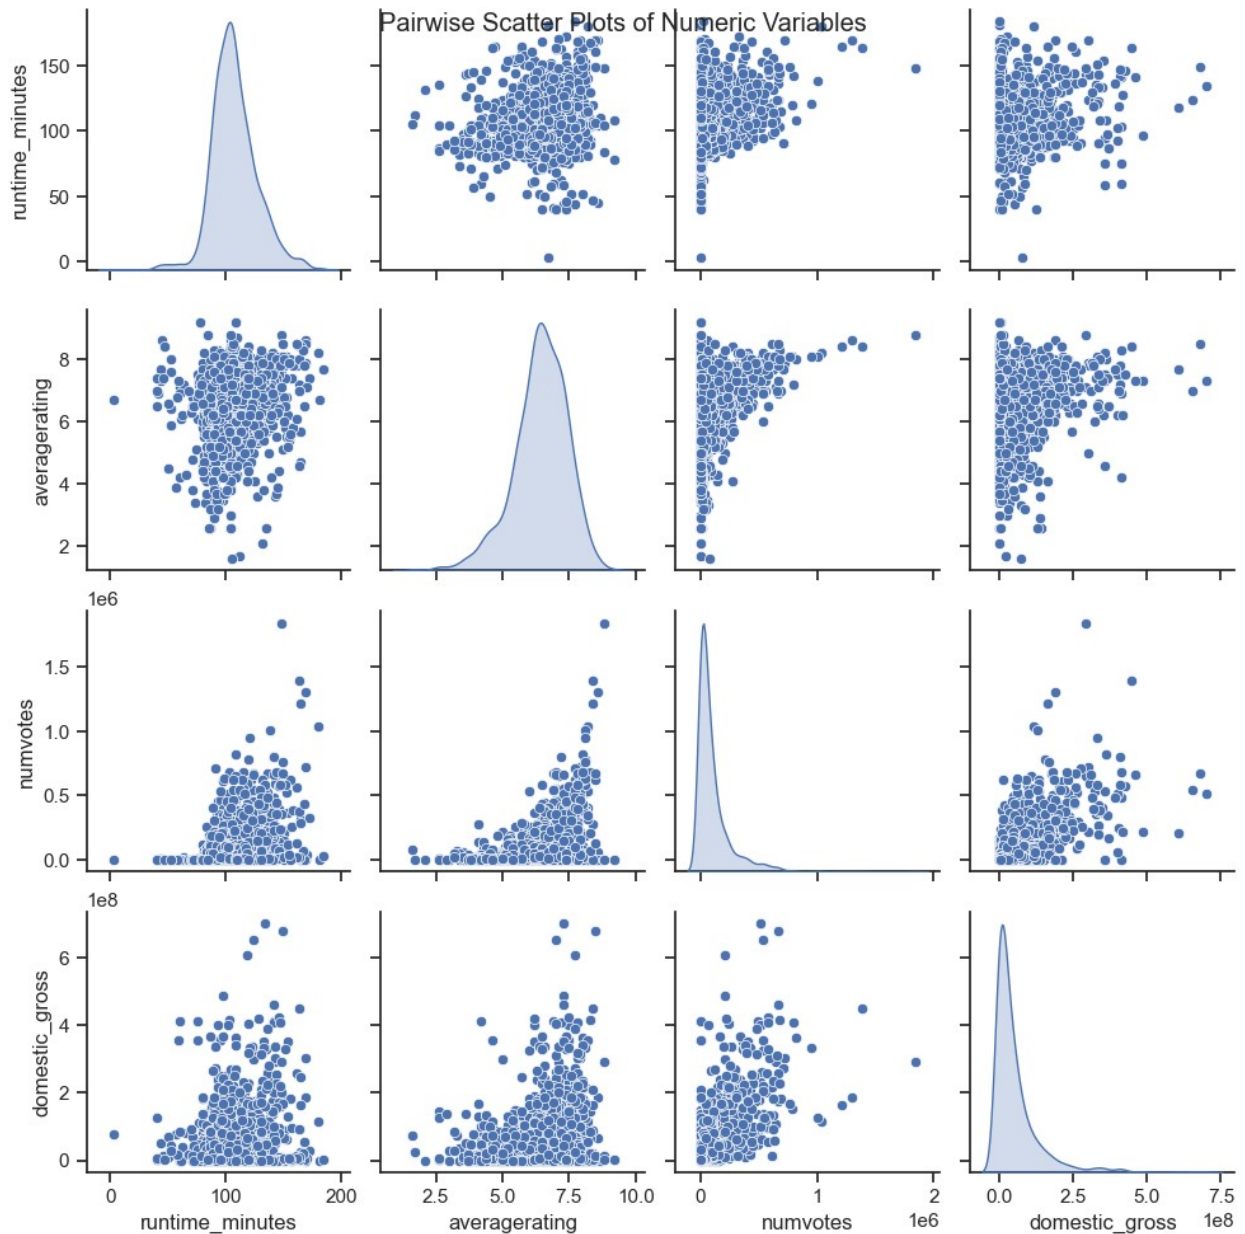 Pairwise Scatter Plots of Numeric Variables
runtime_minutes
150
100
50
0
averagerating
8
6
4
2
1e6
numvotes
1.5
1.0
0.5
0.0
1e8
domestic_gross
6
4
2
0
0 100 200
2.5 5.0 7.5 10.0
0 1 2
0.0 2.5 5.0 7.5
1e6
1e8
runtime_minutes
averagerating
numvotes
domestic_gross